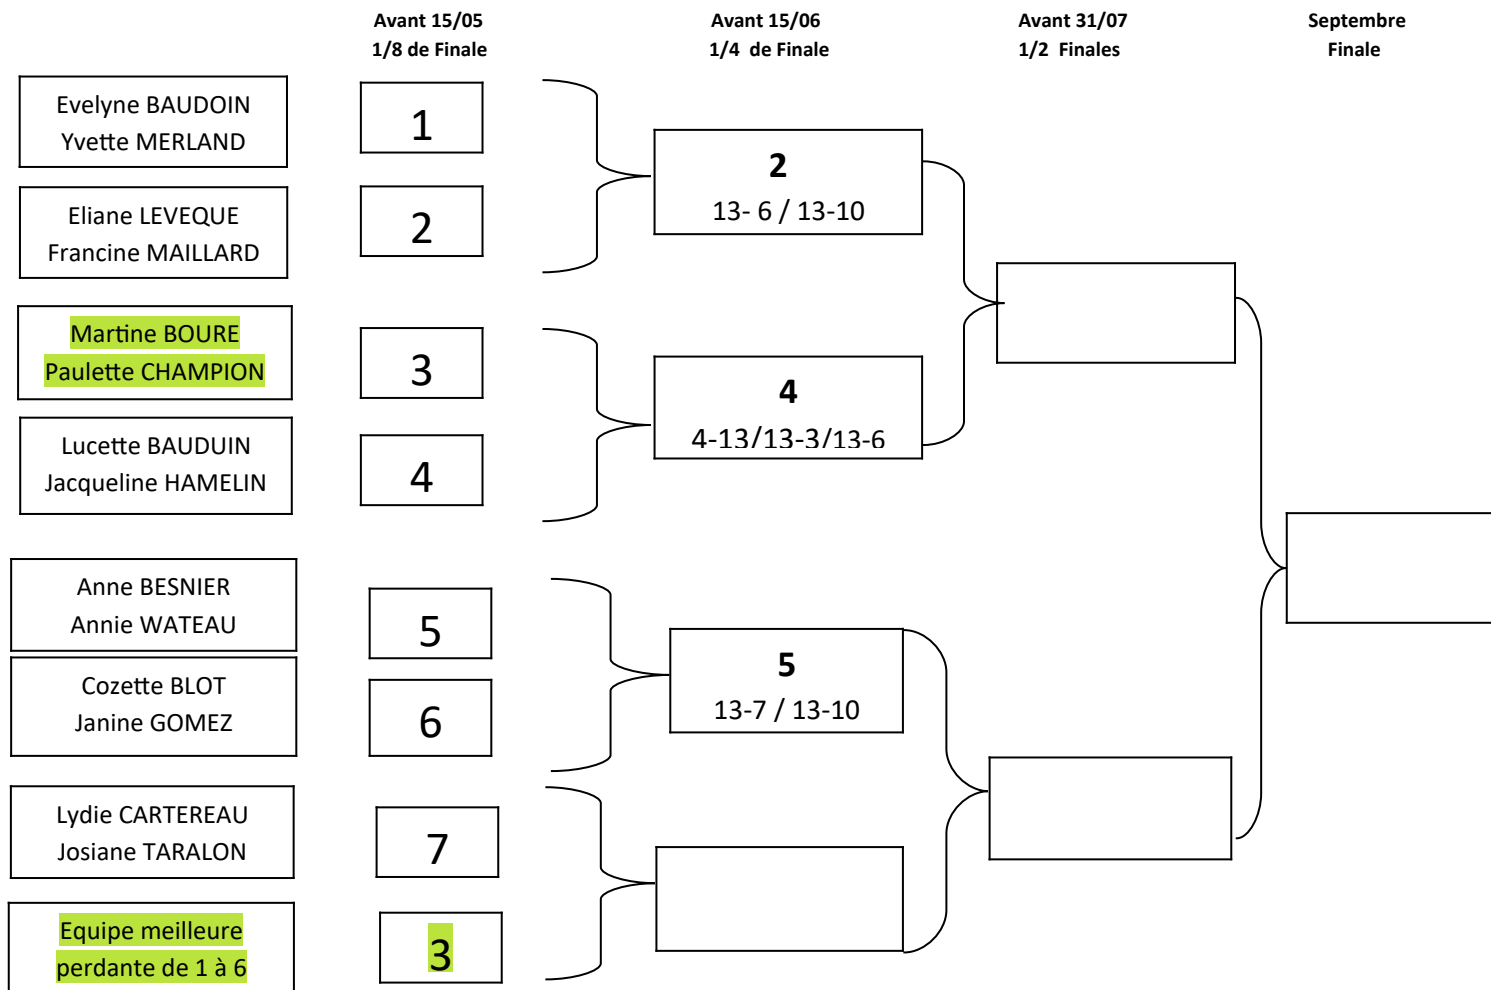 Avant 15/05
1/8 de Finale
Avant 15/06
1/4  de Finale
Avant 31/07
1/2  Finales
Septembre
Finale
Evelyne BAUDOIN
Yvette MERLAND
1
Eliane LEVEQUE
Francine MAILLARD
2
2
13- 6 / 13-10
Martine BOURE
Paulette CHAMPION
3
Lucette BAUDUIN
Jacqueline HAMELIN
4
4
4-13/13-3/13-6
Anne BESNIER
Annie WATEAU
5
Cozette BLOT
Janine GOMEZ
6
5
13-7 / 13-10
Lydie CARTEREAU
Josiane TARALON
7
Equipe meilleure
perdante de 1 à 6
3